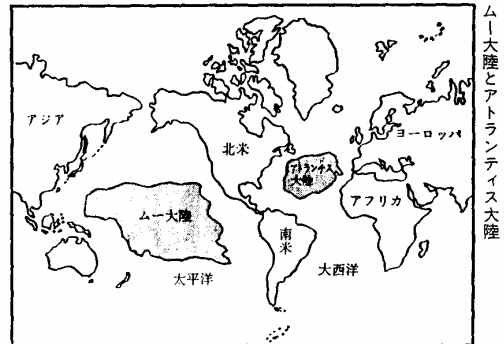 ムー大陸とアトランティス大陸
アジア
北米
アトランティス
大陸
ヨーロッパ
アフリカ
ムー大陸
南米
太平洋
大西洋